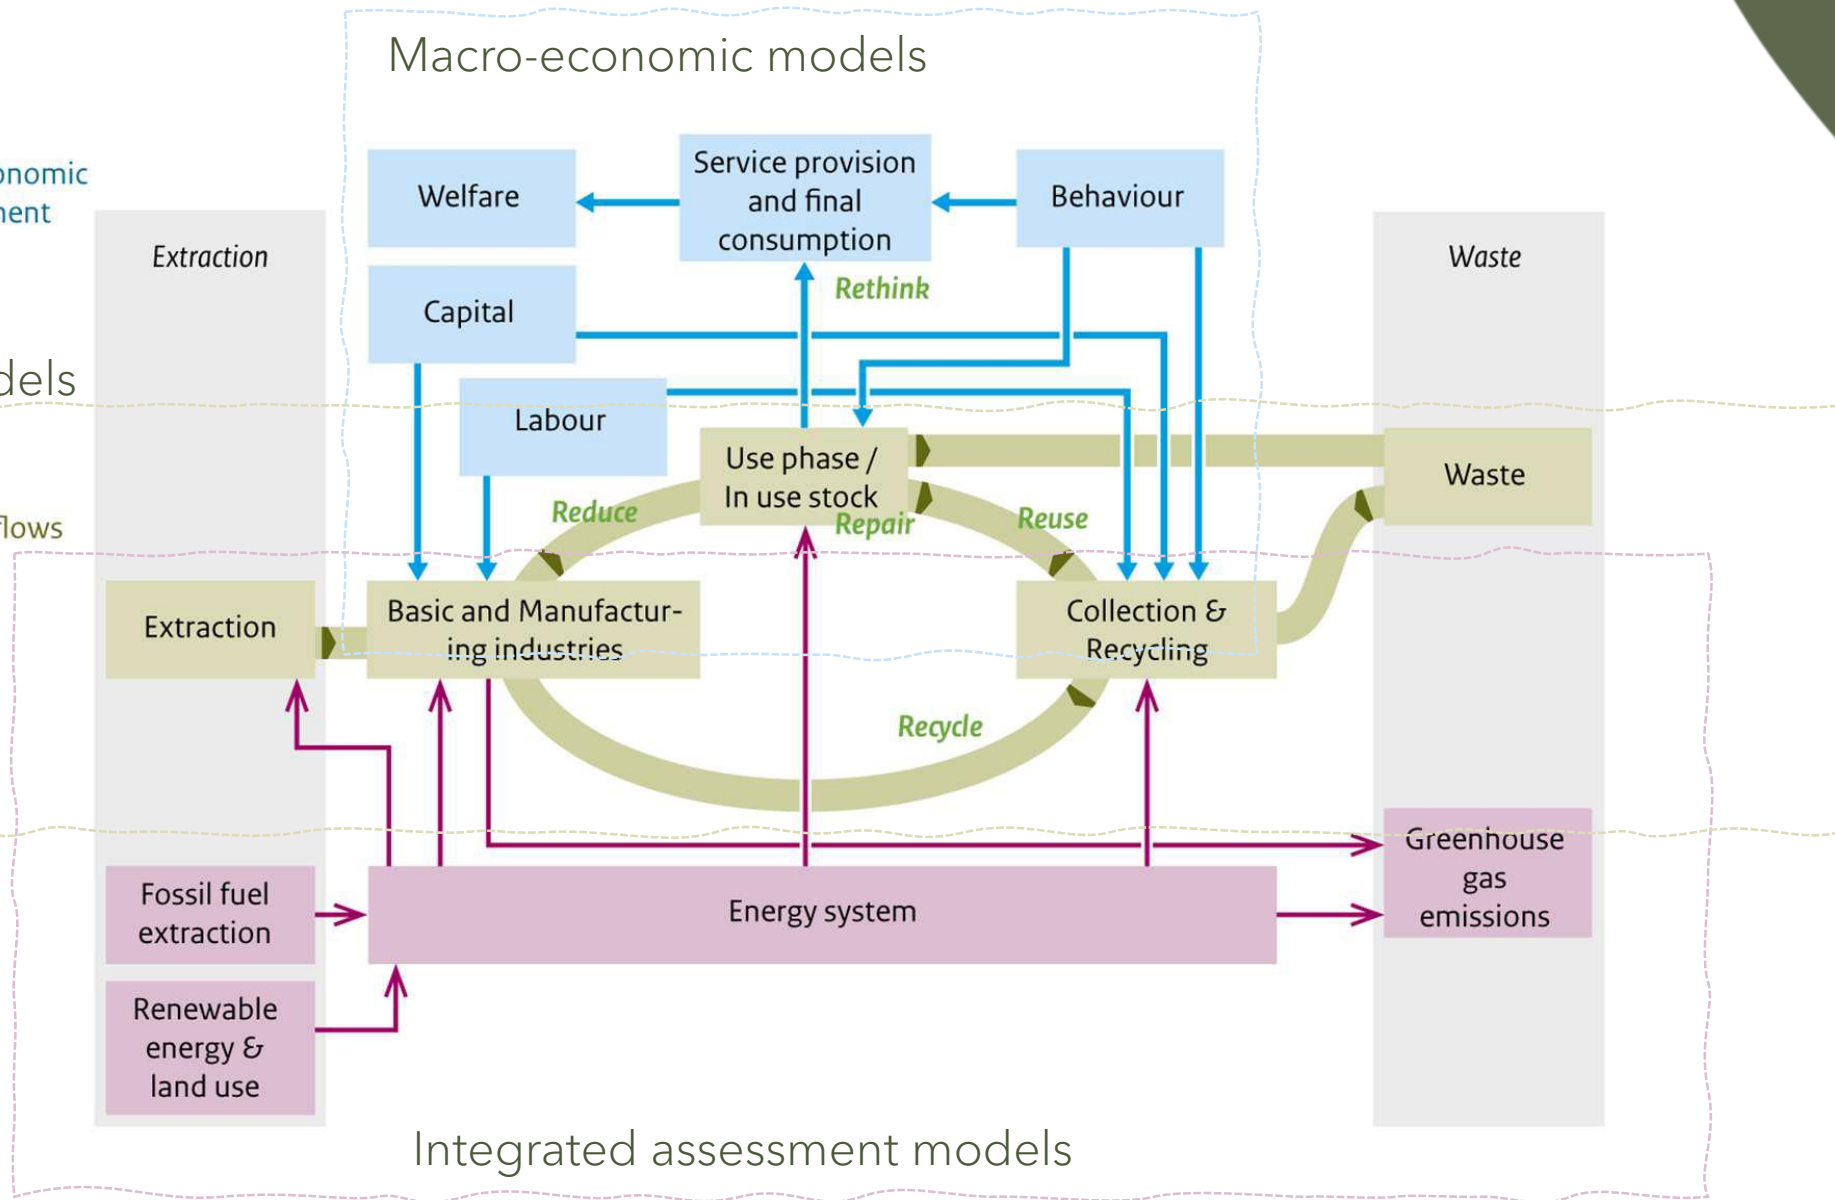 Macro-economic models
onomic
nent
Extraction
Welfare
Service provision
and final
consumption
Behaviour
Waste
Capital
Rethink
dels
Labour
Use phase /
In use stock
Waste
Reduce
Repair
Reuse
flows
Extraction
Basic and Manufactur-
ing industries
Collection &
Recycling
Recycle
Greenhouse
gas
emissions
Fossil fuel
extraction
Energy system
Renewable
energy &
land use
Integrated assessment models